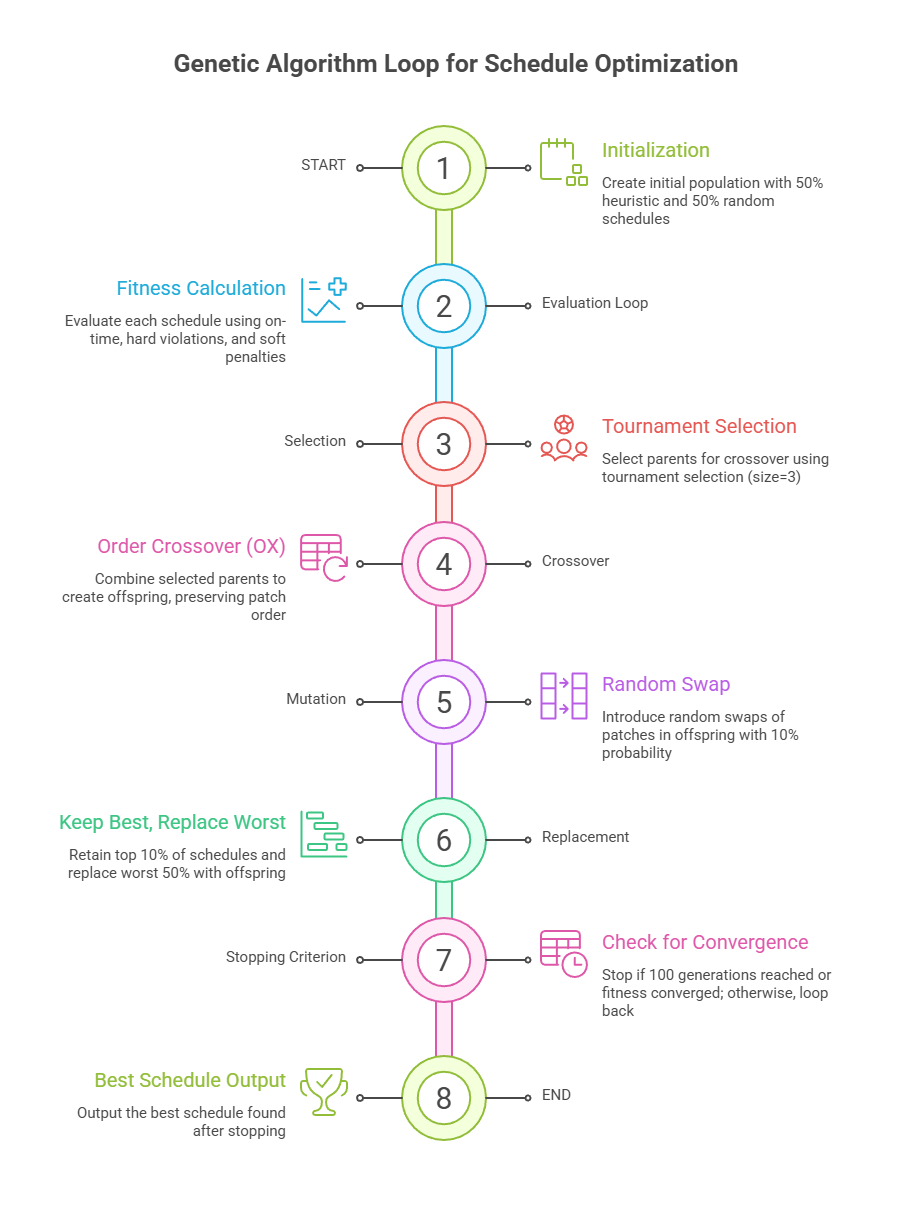 Genetic Algorithm Loop for Schedule Optimization
START
1
Initialization
Create initial population with 50%
heuristic and 50% random
schedules
Fitness Calculation
Evaluate each schedule using on-
time, hard violations, and soft
penalties
2
Evaluation Loop
Selection
3
Tournament Selection
Select parents for crossover using
tournament selection (size=3)
Order Crossover (OX)
Combine selected parents to
create offspring, preserving patch
order
4
Crossover
Mutation
5
Random Swap
Introduce random swaps of
patches in offspring with 10%
probability
Keep Best, Replace Worst
Retain top 10% of schedules and
replace worst 50% with offspring
6
Replacement
Stopping Criterion
7
Check for Convergence
Stop if 100 generations reached or
fitness converged; otherwise, loop
back
Best Schedule Output
Output the best schedule found
after stopping
8
END